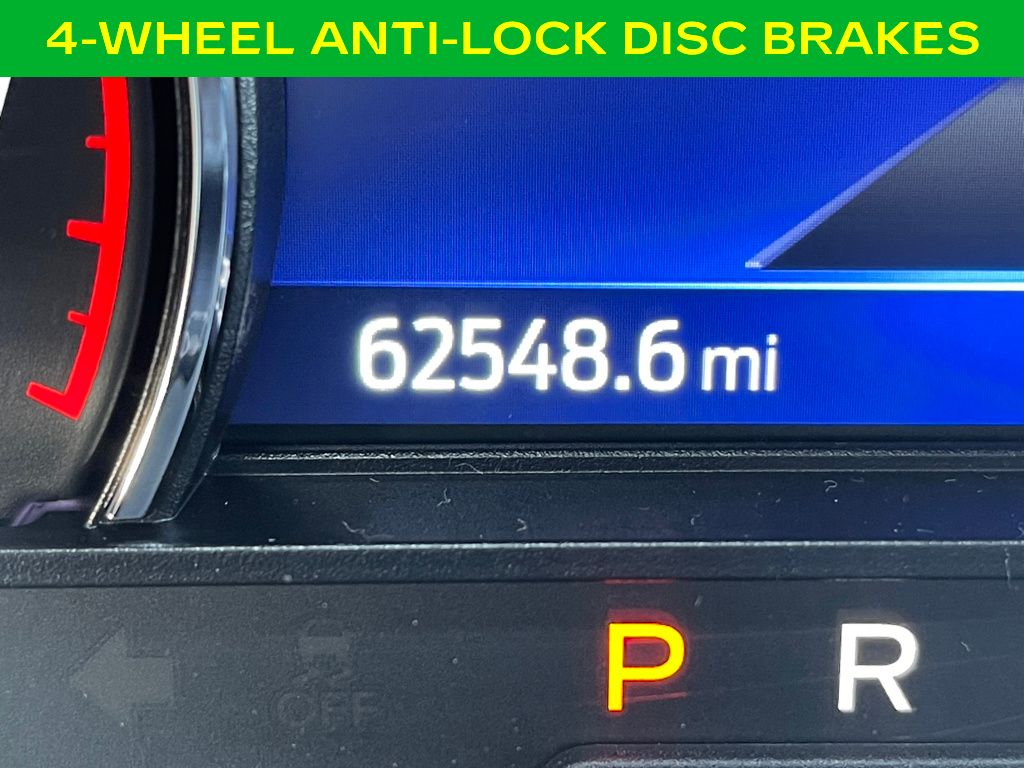 4-WHEEL ANTI-LOCK DISC BRAKES
62548.6 mi
P R
OFF